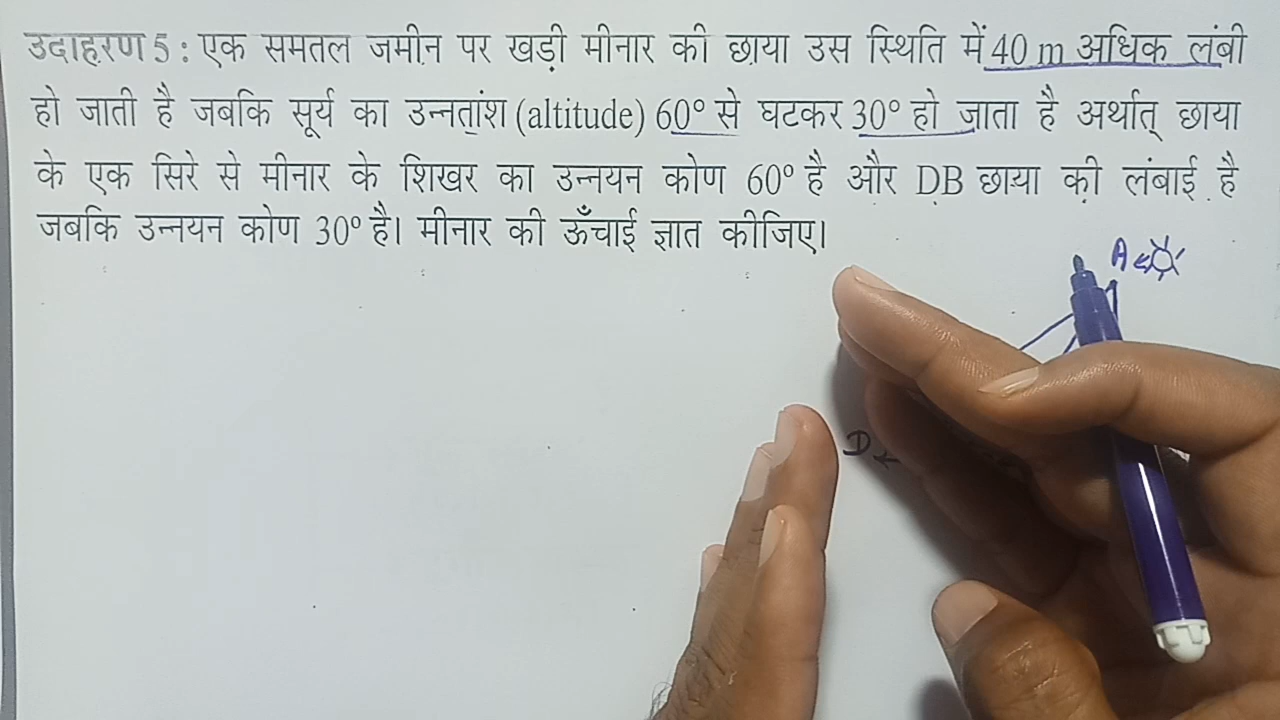 उदाहरण 5 : एक समतल जमीन पर खड़ी मीनार की छाया उस स्थिति में 40 m अधिक लंबी
हो जाती है जबकि सूर्य का उन्नतांश (altitude) 60° से घटकर 30° हो जाता है अर्थात् छाया
के एक सिरे से मीनार के शिखर का उन्नयन कोण 60° है और DB छाया की लंबाई है
जबकि उन्नयन कोण 30° है। मीनार की ऊँचाई ज्ञात कीजिए।
A
D